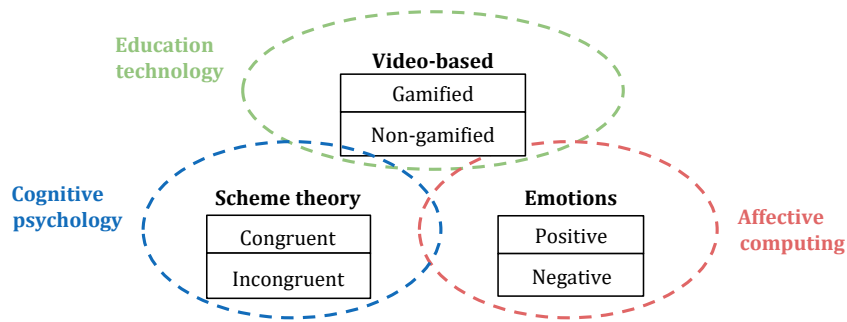 Education
technology
Video-based
Gamified
Non-gamified
Cognitive
psychology
Scheme theory
Congruent
Incongruent
Emotions
Positive
Negative
Affective
computing